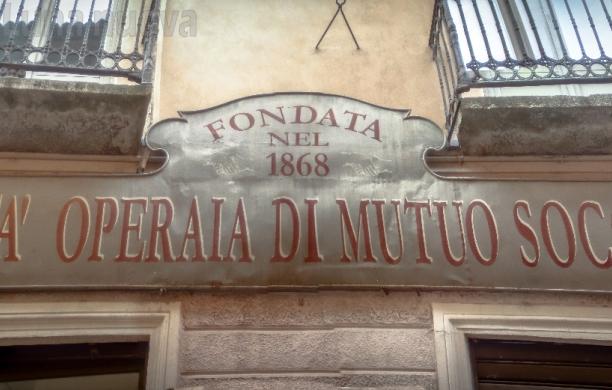 FONDATA
NEL
1868
A' OPERAIA DI MUTUO SOC